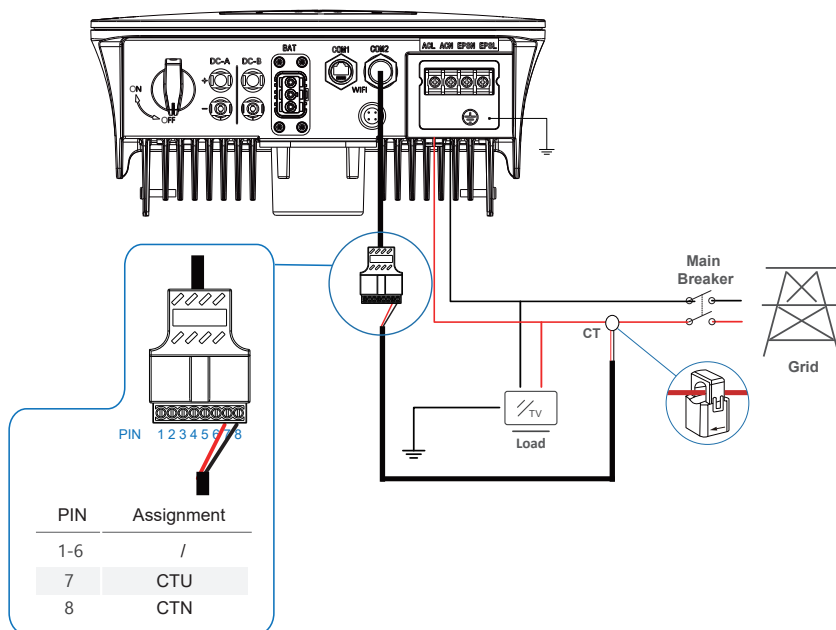 ACL ACN EPSN EPSL
BAT
COM1
COM2
DC-A
DC-B
+
−
WIFI
ON
OFF
Main
Breaker
CT
Grid
TV
Load
PIN 1 2 3 4 5 6 7 8
PIN Assignment
1-6 /
7 CTU
8 CTN